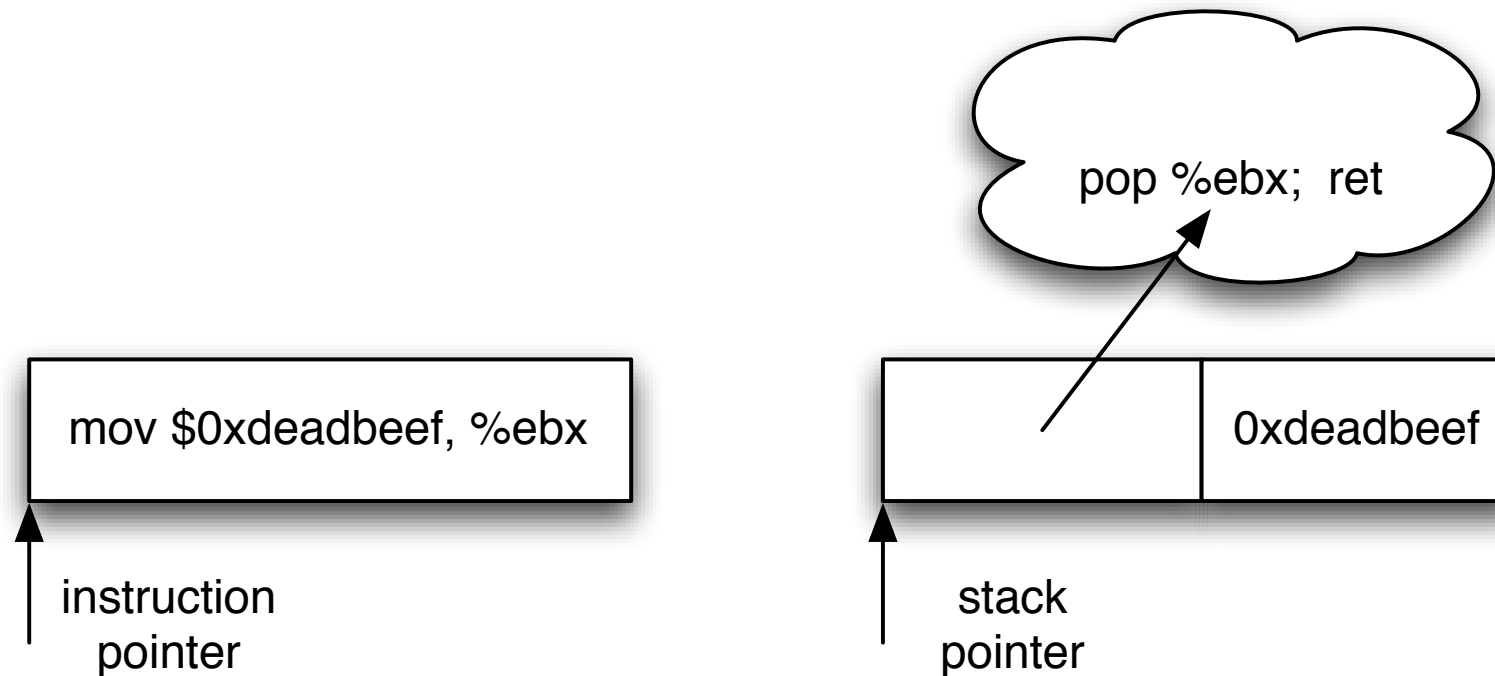 pop %ebx; ret
mov $0xdeadbeef, %ebx
0xdeadbeef
instruction
pointer
stack
pointer